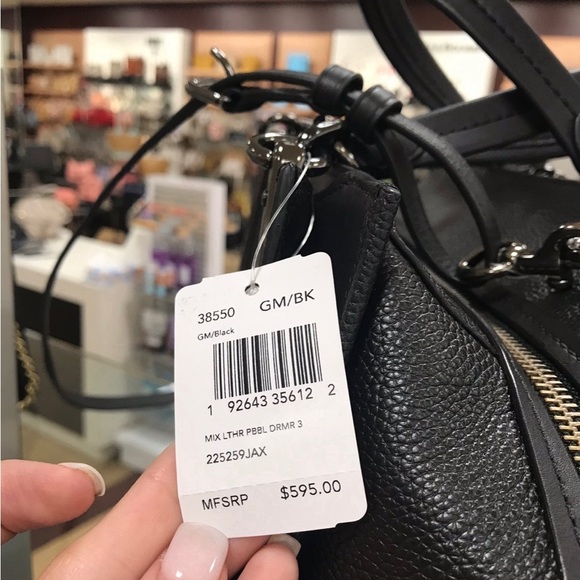 38550 GM/BK
GM/Black
1 92643 35612 2
MIX LTHR PBBL DRMR 3
225259JAX
MFSRP $595.00